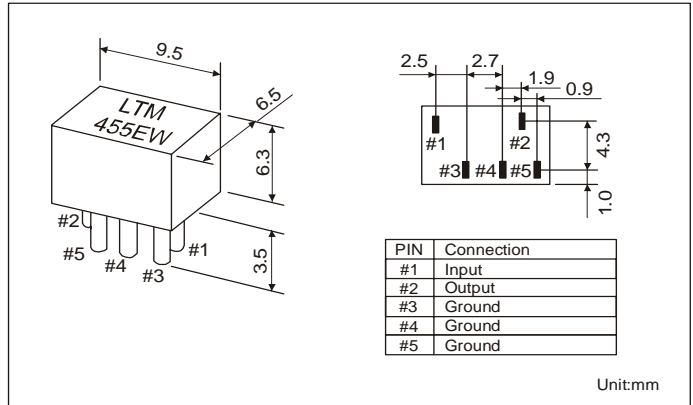 9.5
6.5
6.3
3.5
LTM
455EW
#2
#5
#4
#3
#1
2.5
2.7
1.9
0.9
#1
#2
#3
#4
#5
4.3
1.0
PIN Connection
#1 Input
#2 Output
#3 Ground
#4 Ground
#5 Ground
Unit:mm